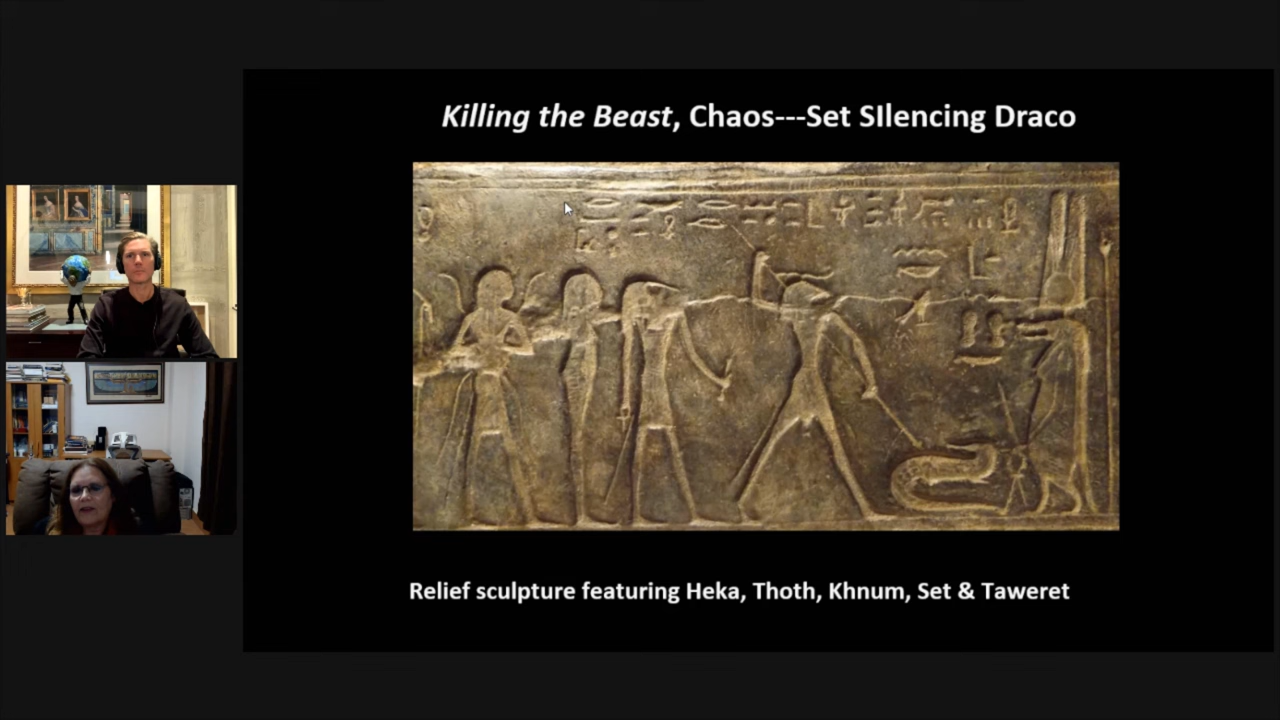 Killing the Beast, Chaos---Set SIlencing Draco
Relief sculpture featuring Heka, Thoth, Khnum, Set & Taweret